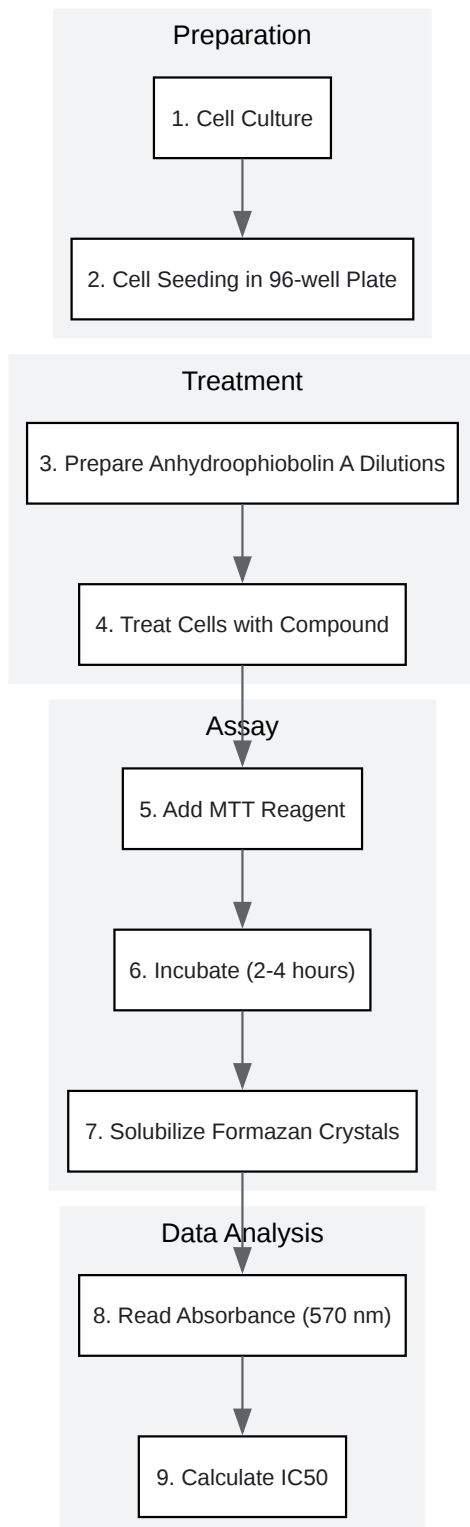 Preparation
1. Cell Culture
2. Cell Seeding in 96-well Plate
Treatment
3. Prepare Anhydroophiobolin A Dilutions
4. Treat Cells with Compound
Assay
5. Add MTT Reagent
6. Incubate (2-4 hours)
7. Solubilize Formazan Crystals
Data Analysis
8. Read Absorbance (570 nm)
9. Calculate IC50